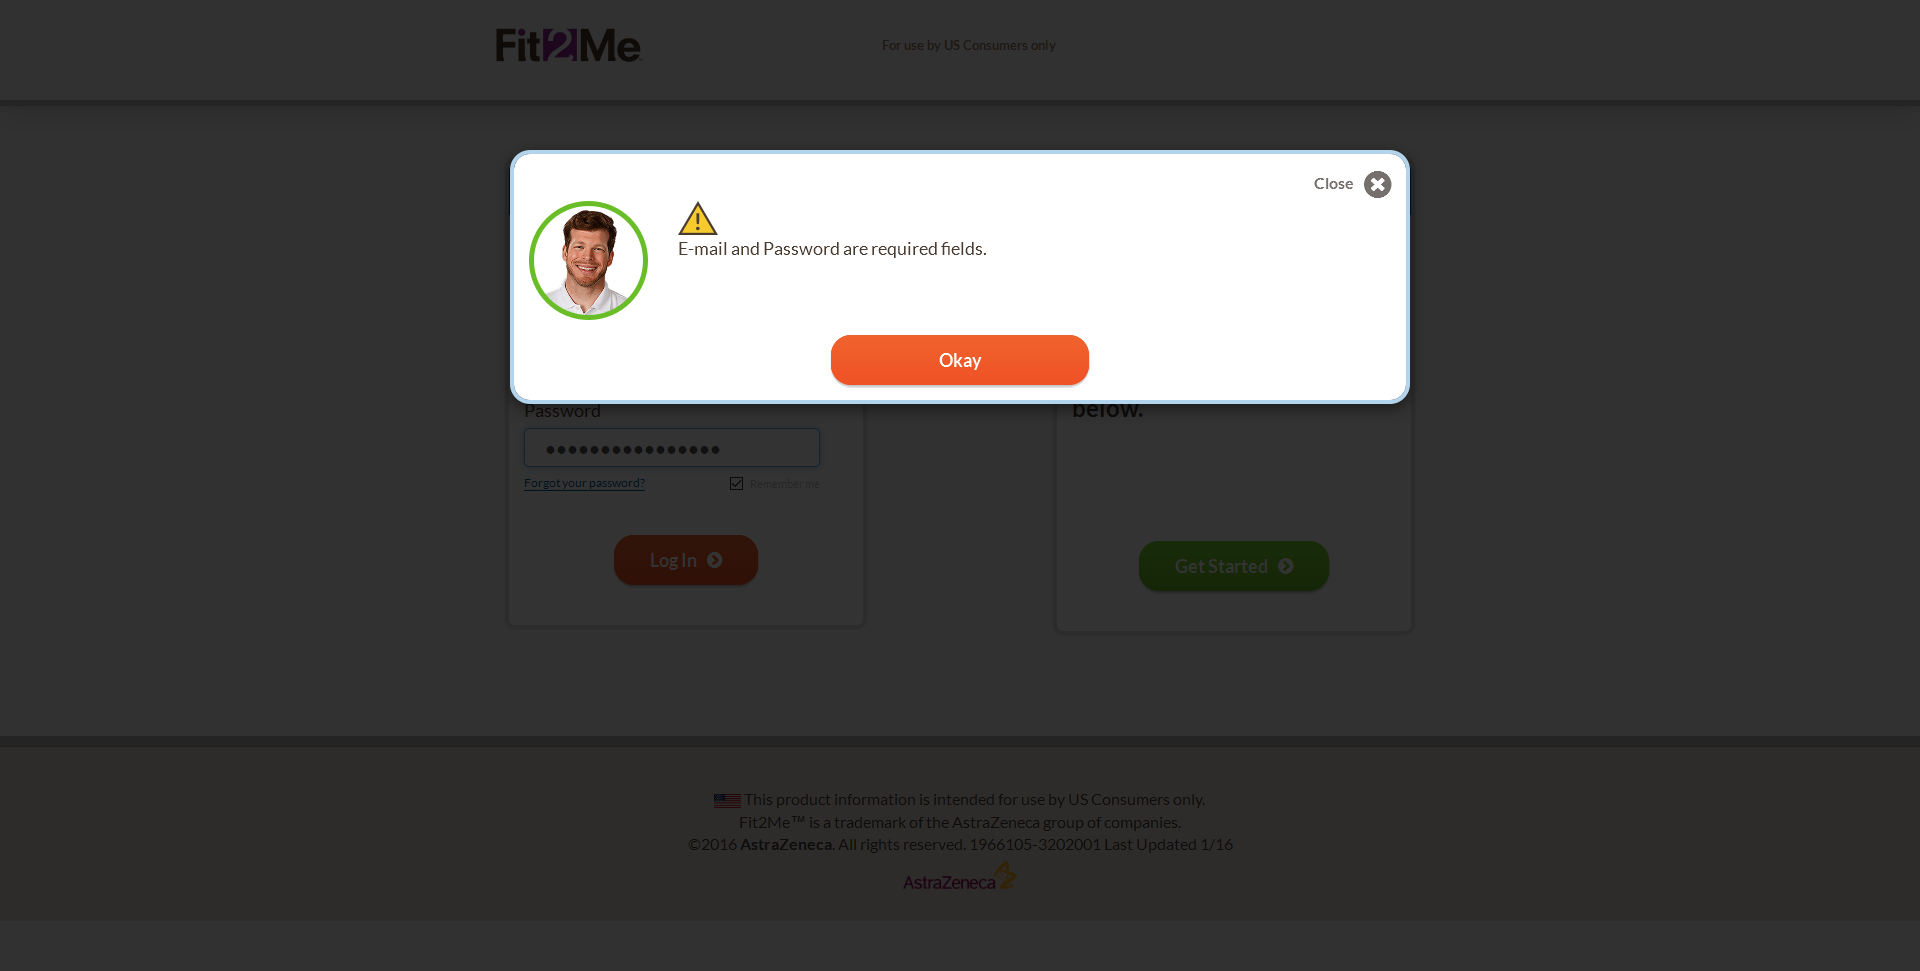 Fit2Me
For use by US Consumers only
Close
E-mail and Password are required fields.
Okay
Password
below.
Forgot your password?
Remember me
Log In
Get Started
This product information is intended for use by US Consumers only.
Fit2Me™ is a trademark of the AstraZeneca group of companies.
©2016 AstraZeneca. All rights reserved. 1966105-3202001 Last Updated 1/16
AstraZeneca